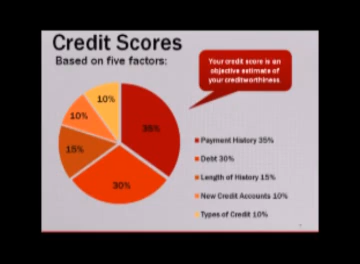 Credit Scores
Based on five factors:
Your credit score is an
objective estimate of
your creditworthiness
10%
10%
35%
15%
30%
Payment History 35%
Debt 30%
Length of History 15%
New Credit Accounts 10%
Types of Credit 10%